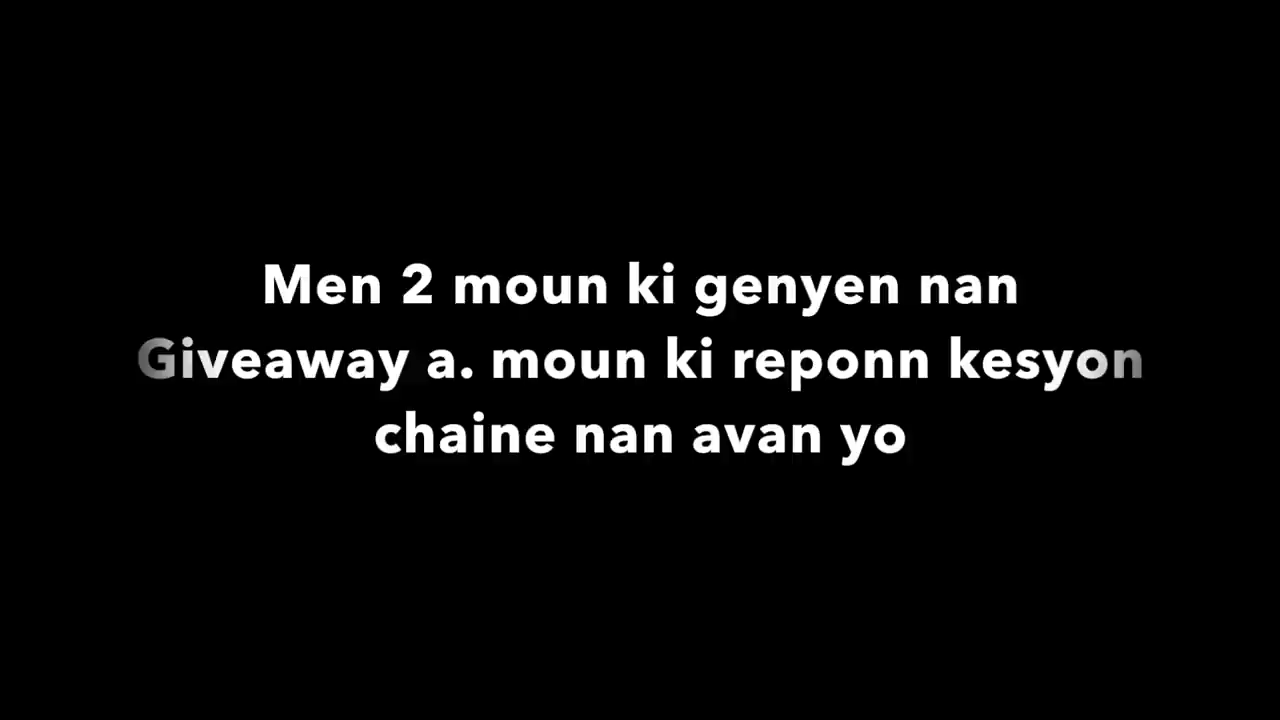 Men 2 moun ki genyen nan
Giveaway a. moun ki reponn kesyon
chaine nan avan yo